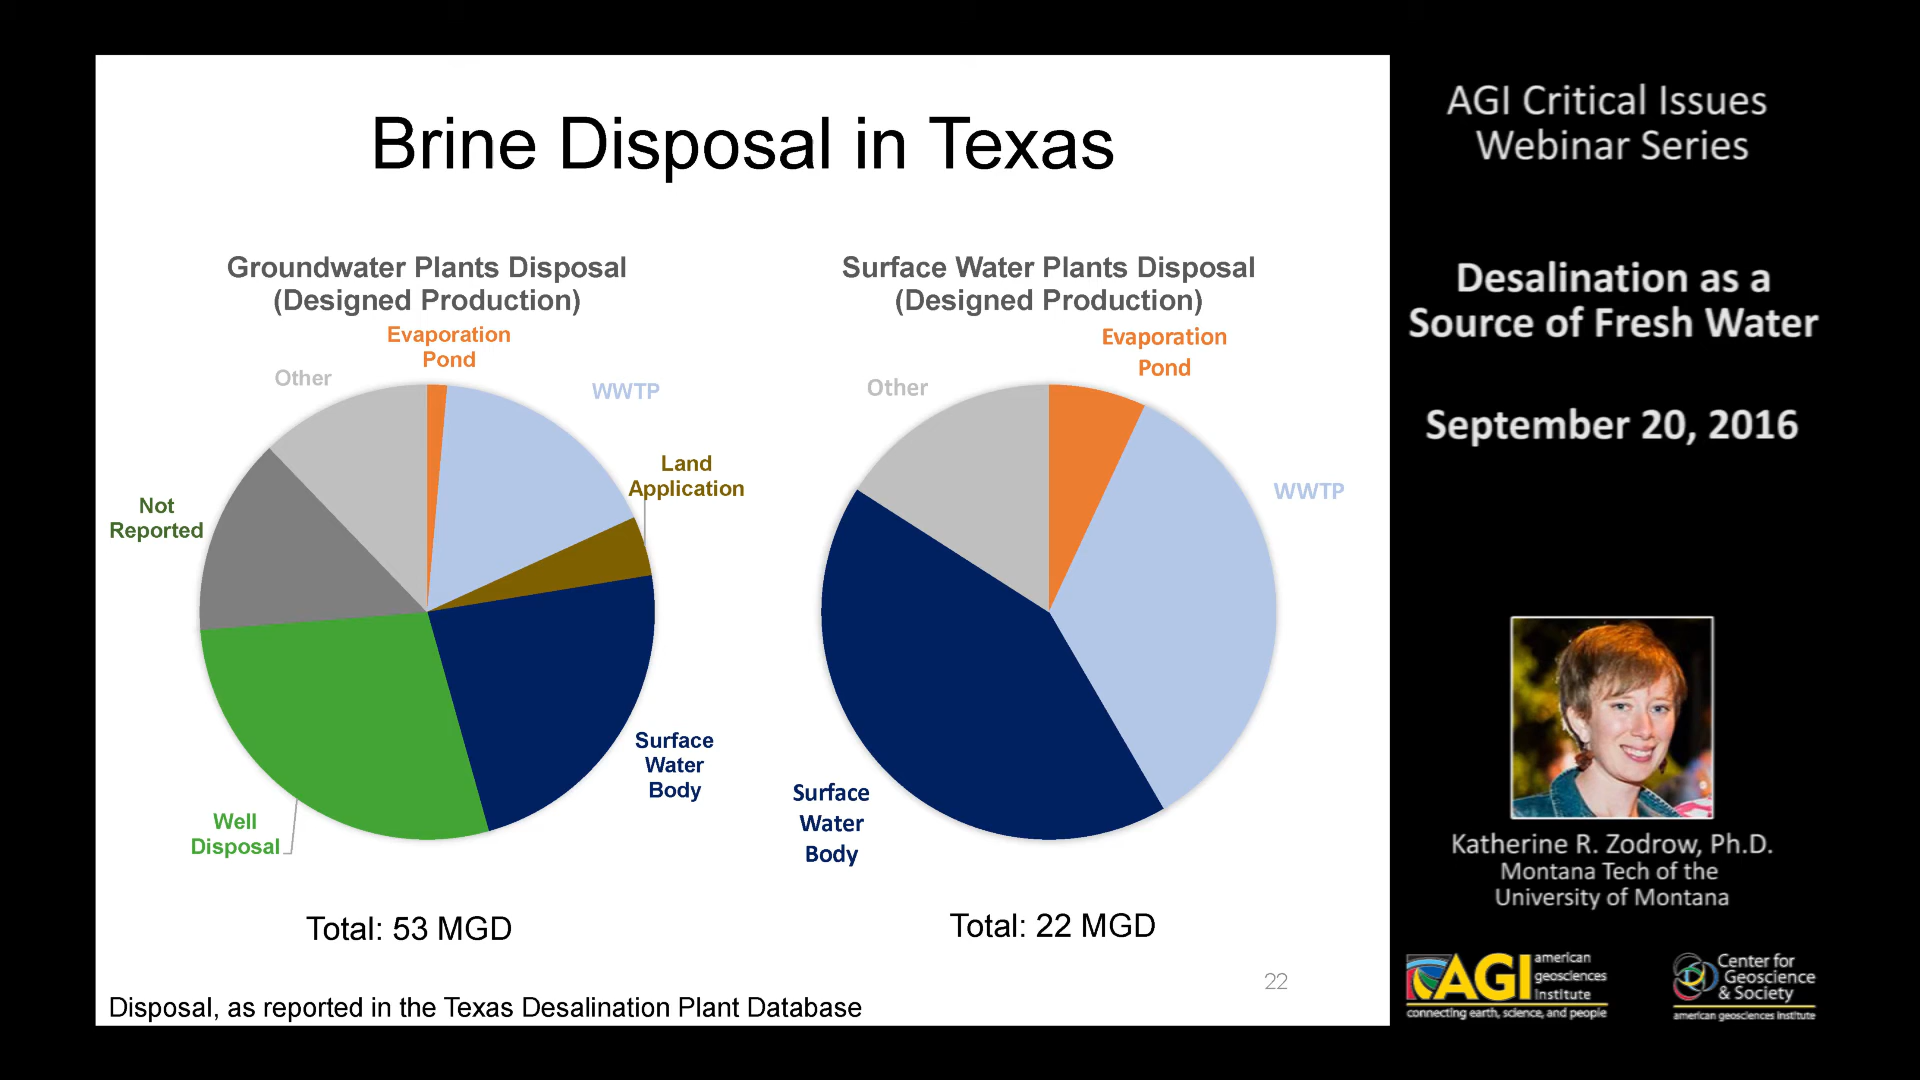 Brine Disposal in Texas
Groundwater Plants Disposal
(Designed Production)
Evaporation
Pond
Other
WWTP
Land
Application
Not
Reported
Surface
Water
Body
Well
Disposal
Total: 53 MGD
Surface Water Plants Disposal
(Designed Production)
Evaporation
Pond
Other
WWTP
Surface
Water
Body
Total: 22 MGD
22
Disposal, as reported in the Texas Desalination Plant Database
AGI Critical Issues
Webinar Series
Desalination as a
Source of Fresh Water
September 20, 2016
Katherine R. Zodrow, Ph.D.
Montana Tech of the
University of Montana
AGI
american
geosciences
institute
connecting earth, science, and people
Center for
Geoscience
& Society
american geosciences institute